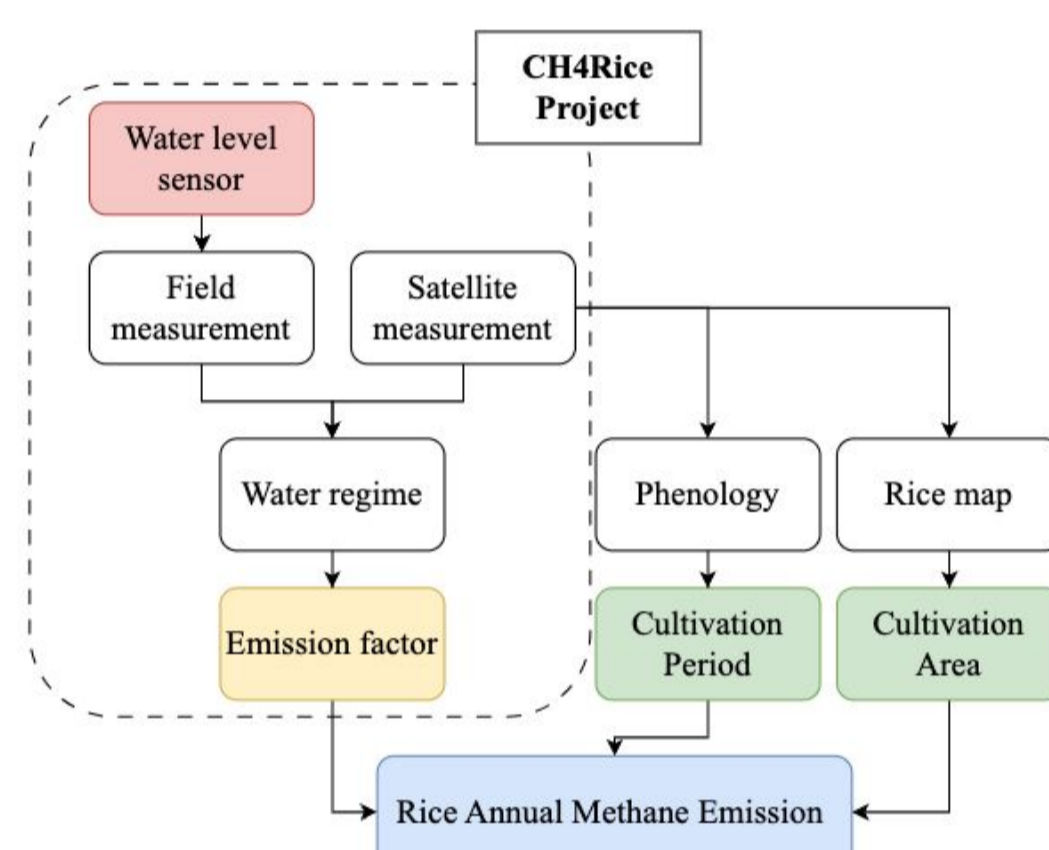 CH4Rice
Project
Water level
sensor
Field
measurement
Satellite
measurement
Water regime
Phenology
Rice map
Emission factor
Cultivation
Period
Cultivation
Area
Rice Annual Methane Emission